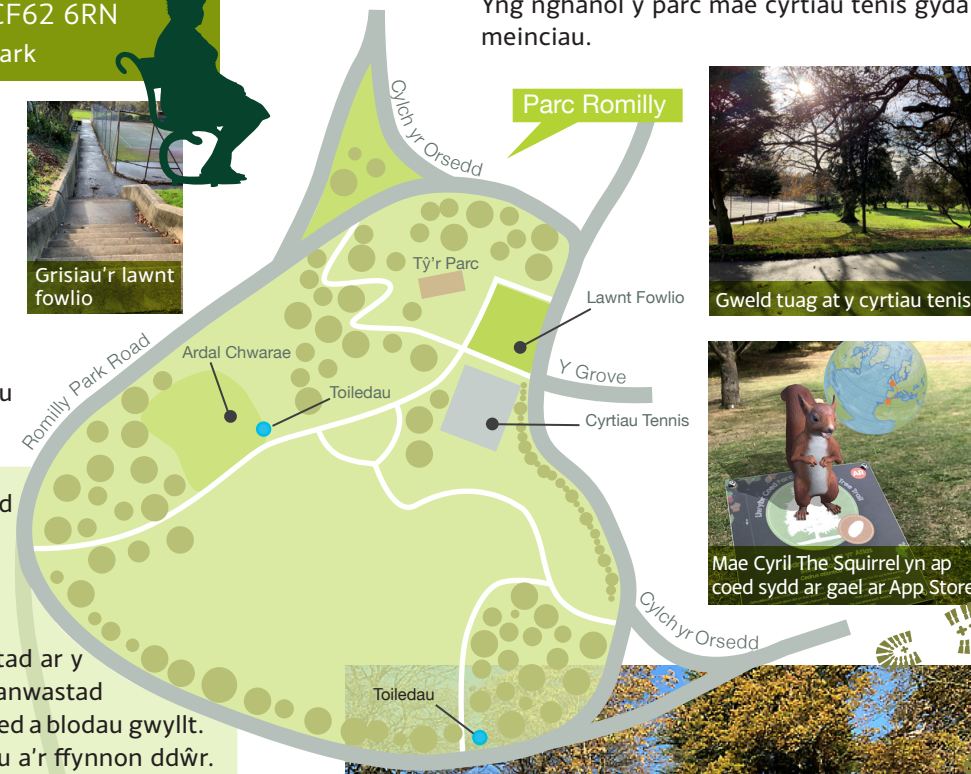 CF62 6RN
ark
Yng nghanol y parc mae cyrtiau tenis gyda
meinciau.
Parc Romilly
Cylch yr Orsedd
Grisiau'r lawnt
fowlio
Tŷ'r Parc
Lawnt Fowlio
Gweld tuag at y cyrtiau tenis
Romilly Park Road
Ardal Chwarae
Toiledau
Y Grove
Cyrtiau Tennis
u
d
AR
Mae Cyril The Squirrel yn ap
coed sydd ar gael ar App Store
Cylch yr Orsedd
tad ar y
anwastad
ed a blodau gwyllt.
u a'r ffynnon ddŵr.
Toiledau